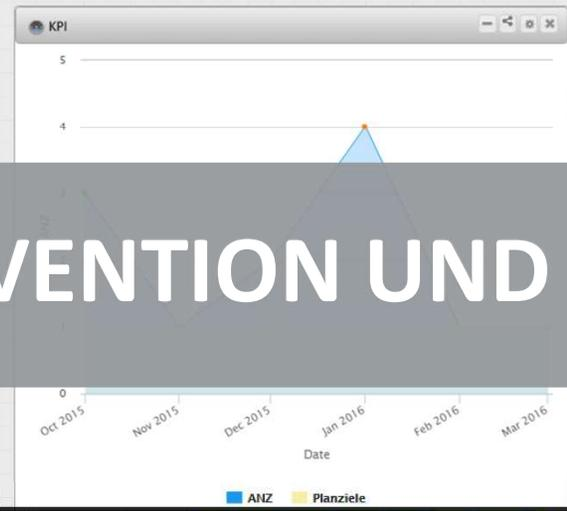 KPI
5
4
VENTION UND
0
Oct 2015 Nov 2015 Dec 2015 Jan 2016 Feb 2016 Mar 2016
Date
ANZ Planziele